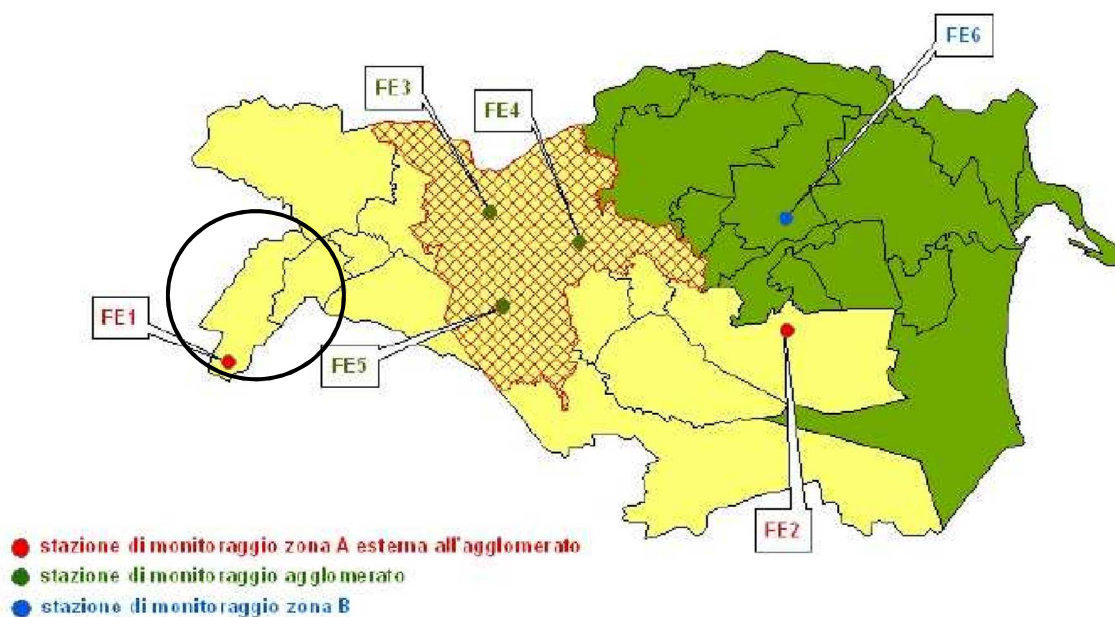 FE6
FE3
FE4
FE1
FE5
FE2
stazione di monitoraggio zona A esterna all'agglomerato
stazione di monitoraggio agglomerato
stazione di monitoraggio zona B